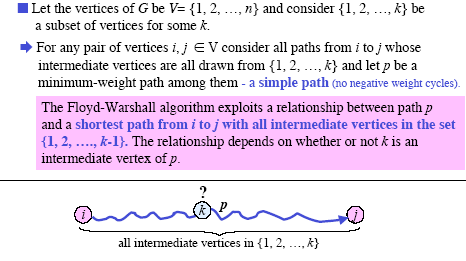 Let the vertices of G be V= {1, 2, …, n} and consider {1, 2, …, k} be
a subset of vertices for some k.
For any pair of vertices i, j ∈ V consider all paths from i to j whose
intermediate vertices are all drawn from {1, 2, …, k} and let p be a
minimum-weight path among them - a simple path (no negative weight cycles).
The Floyd-Warshall algorithm exploits a relationship between path p
and a shortest path from i to j with all intermediate vertices in the set
{1, 2, …., k-1}. The relationship depends on whether or not k is an
intermediate vertex of p.
?
i k p j
all intermediate vertices in {1, 2, …, k}